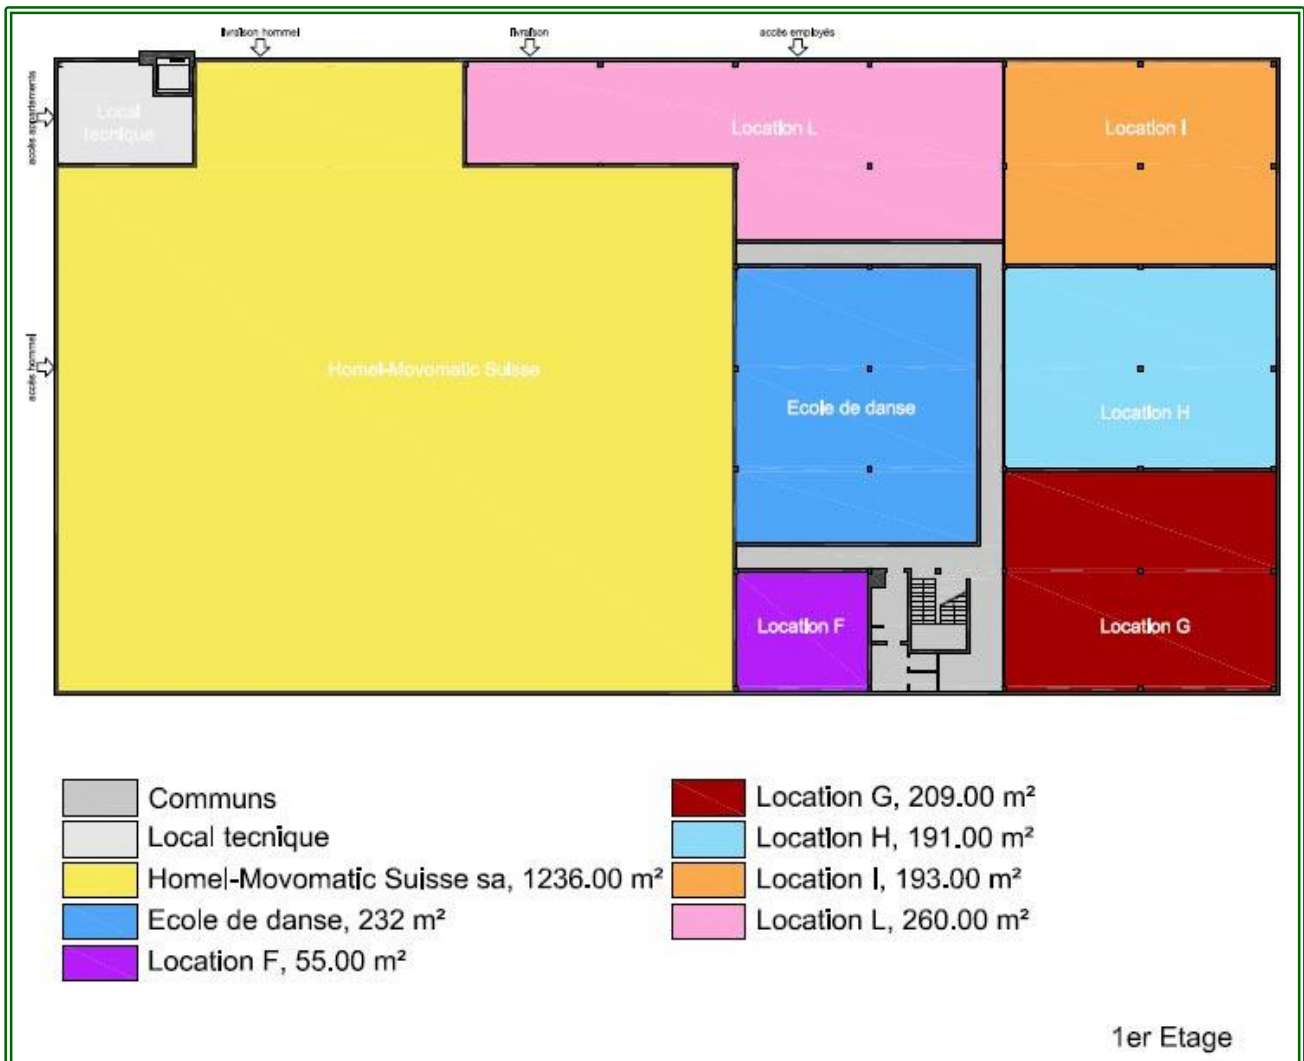 livraison hommel
livraison
accès employés
accès appartements
Local
tecnique
Location L
Location I
accès hommel
Homel-Movomatic Suisse
Ecole de danse
Location H
Location F
Location G
Communs
Local tecnique
Homel-Movomatic Suisse sa, 1236.00 m²
Ecole de danse, 232 m²
Location F, 55.00 m²
Location G, 209.00 m²
Location H, 191.00 m²
Location I, 193.00 m²
Location L, 260.00 m²
1er Etage